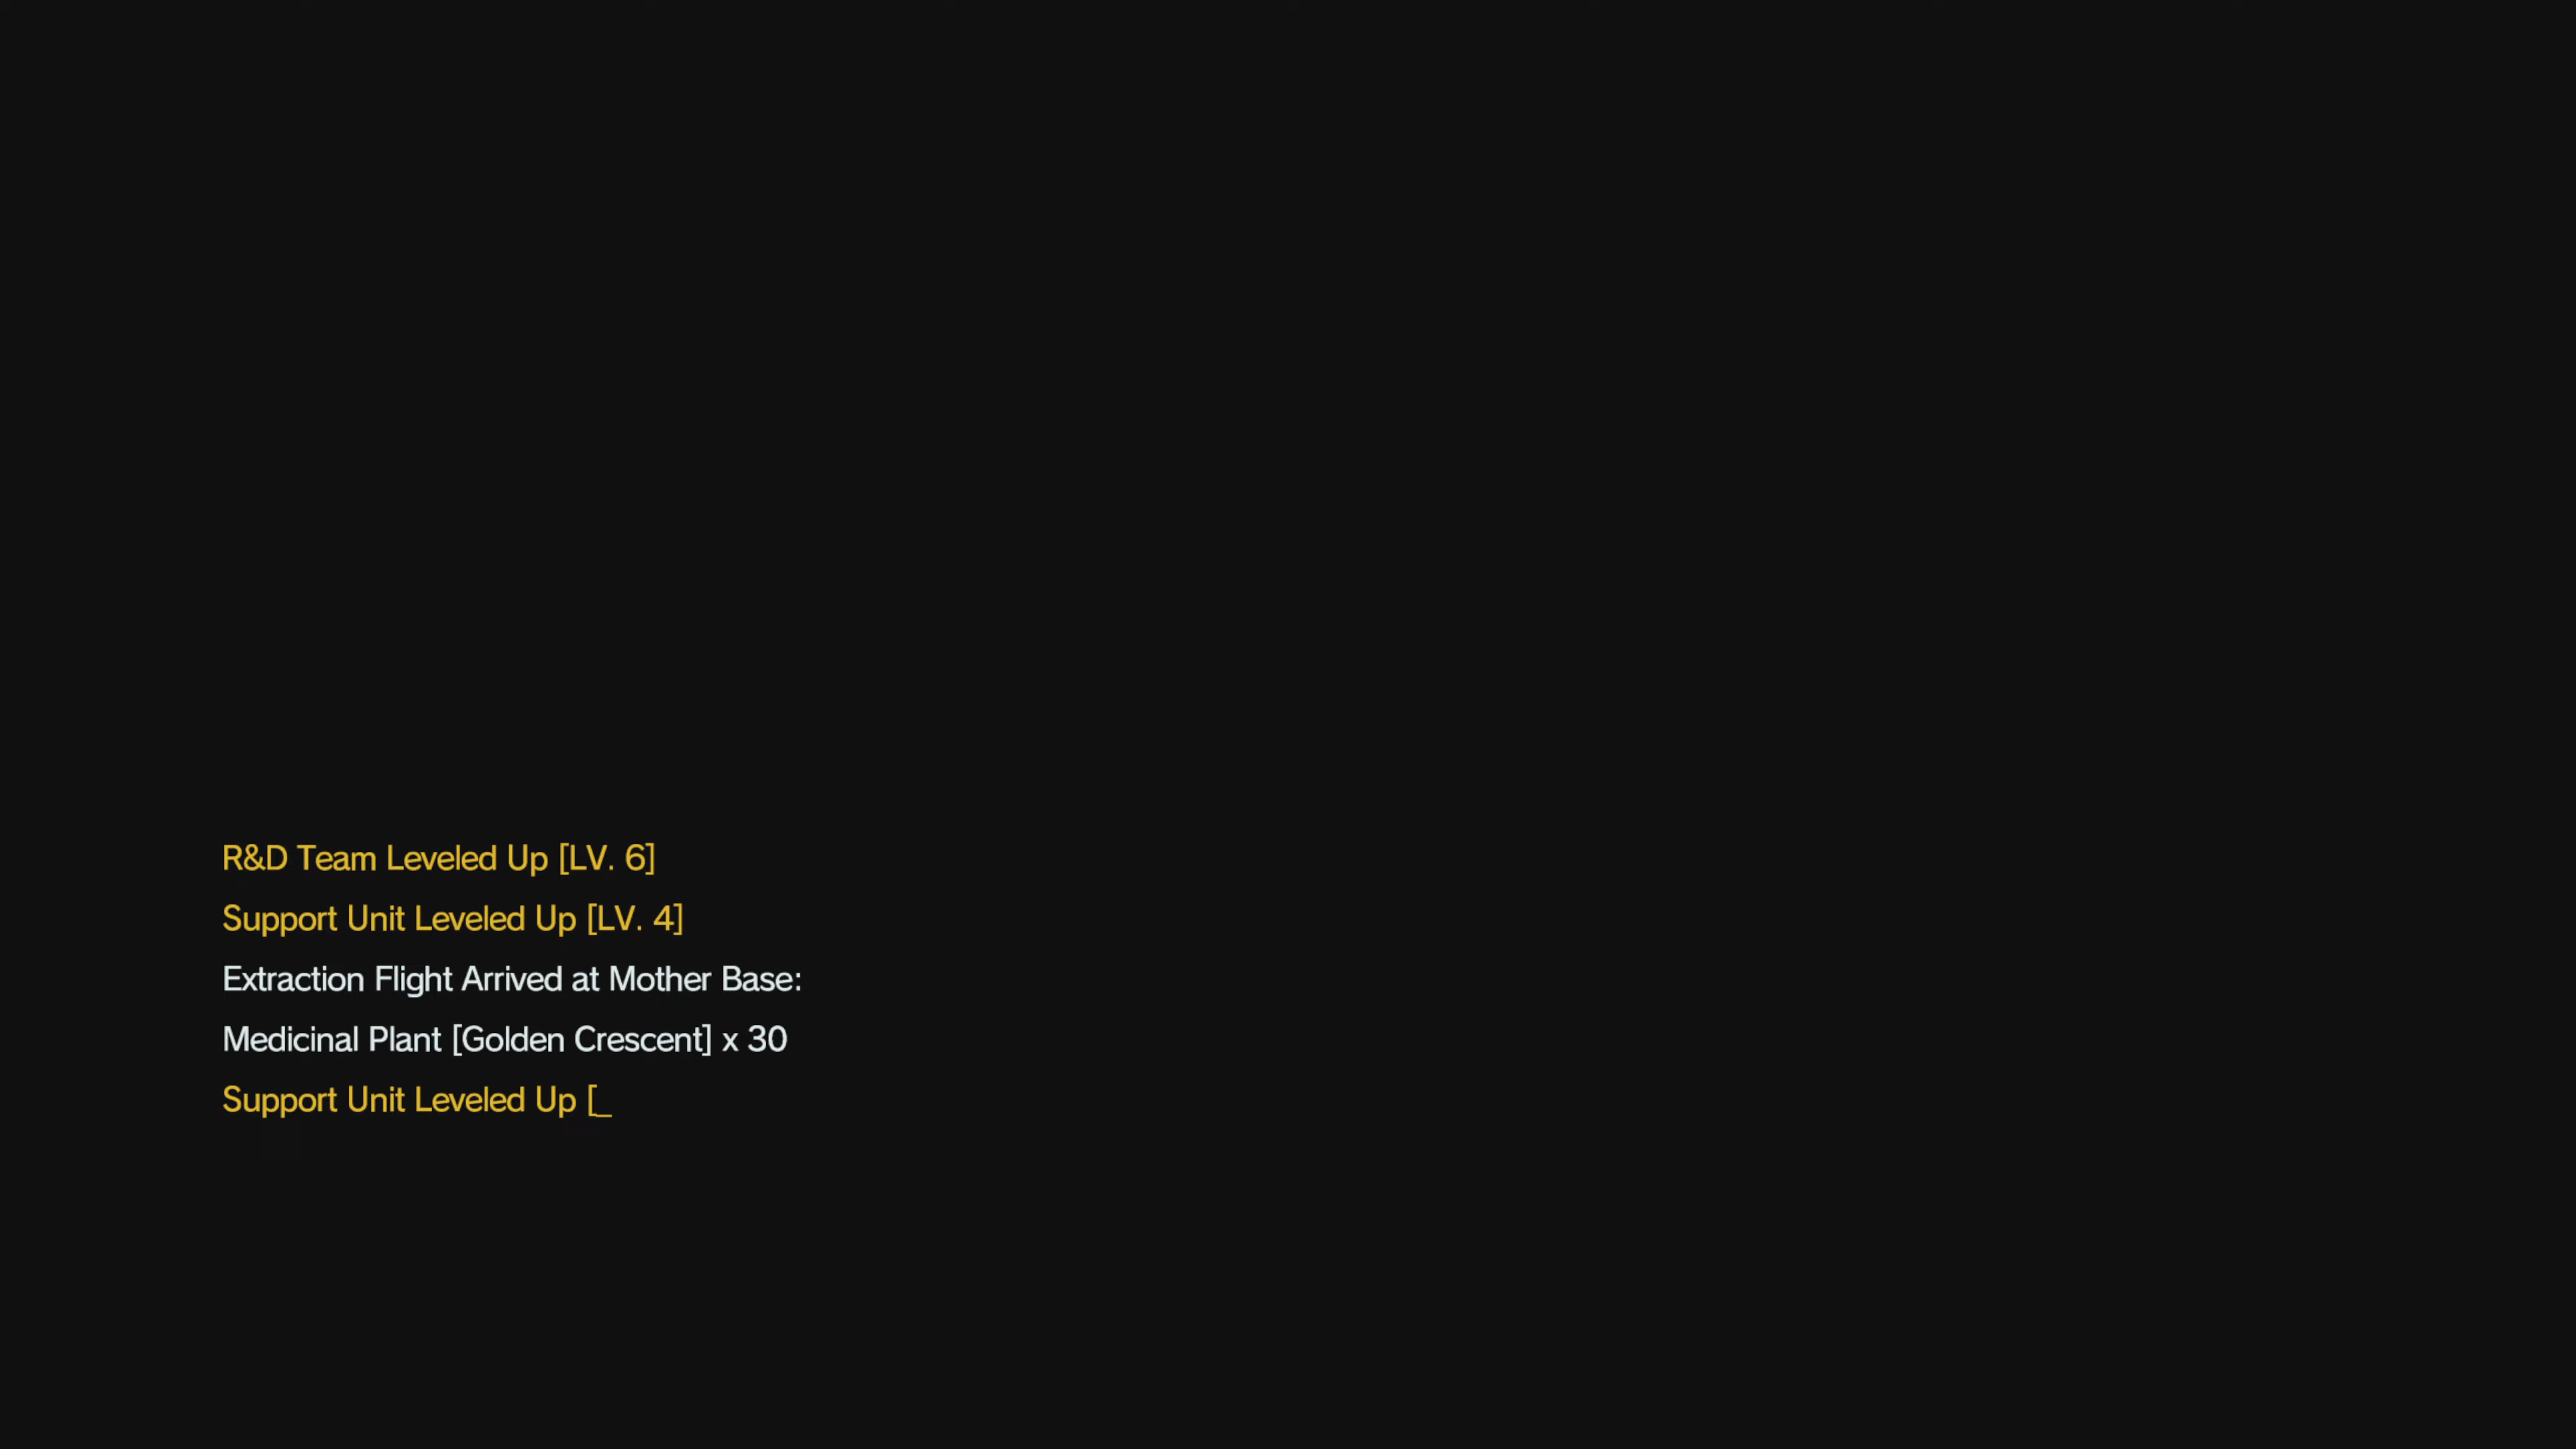 R&D Team Leveled Up [LV. 6]
Support Unit Leveled Up [LV. 4]
Extraction Flight Arrived at Mother Base:
Medicinal Plant [Golden Crescent] x 30
Support Unit Leveled Up [_